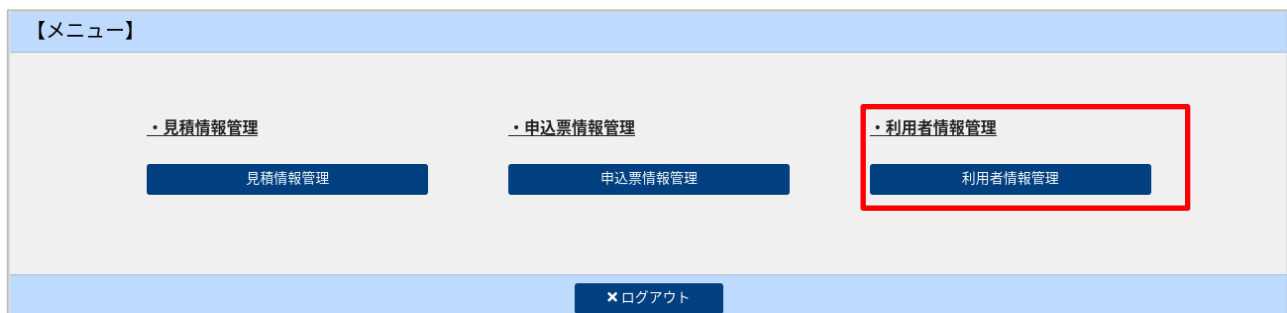 【メニュー】
・見積情報管理 ・申込票情報管理 ・利用者情報管理
見積情報管理 申込票情報管理 利用者情報管理
×ログアウト